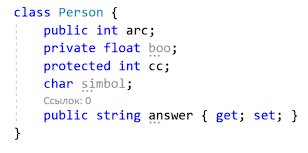 class Person {
public int arc;
private float boo;
protected int cc;
char simbol;
Ссылок: 0
public string answer { get; set; }
}